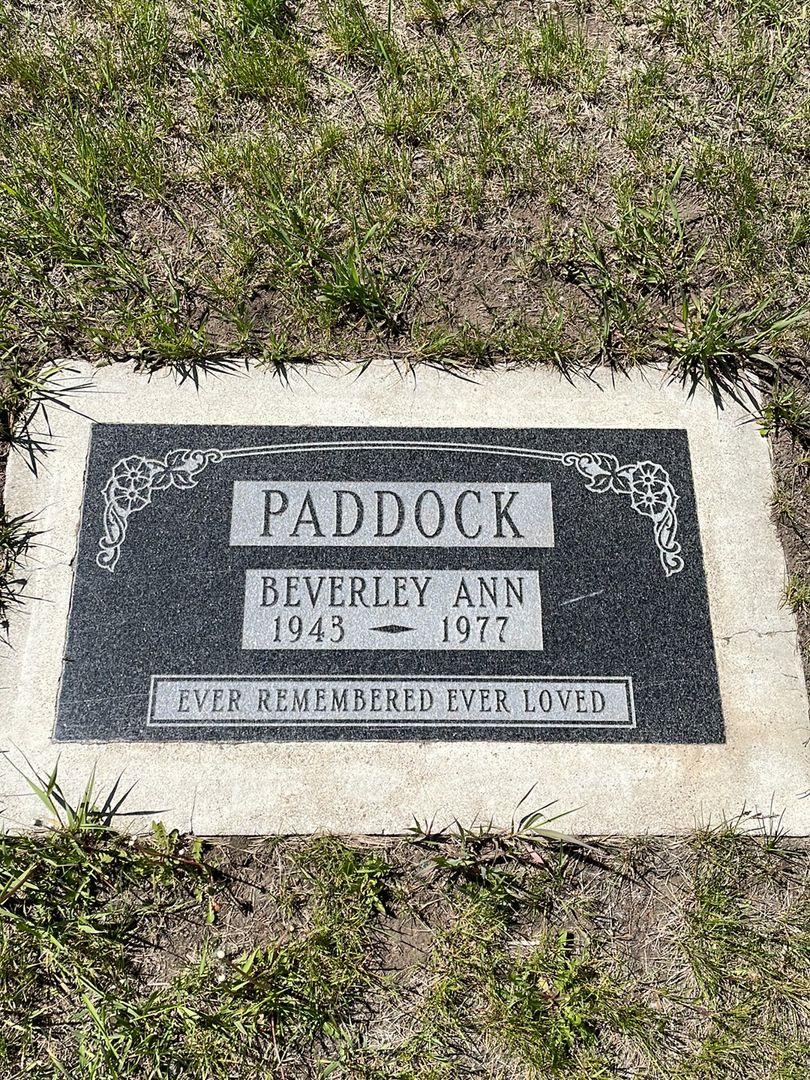 PADDOCK
BEVERLEY ANN
1943 1977
EVER REMEMBERED EVER LOVED